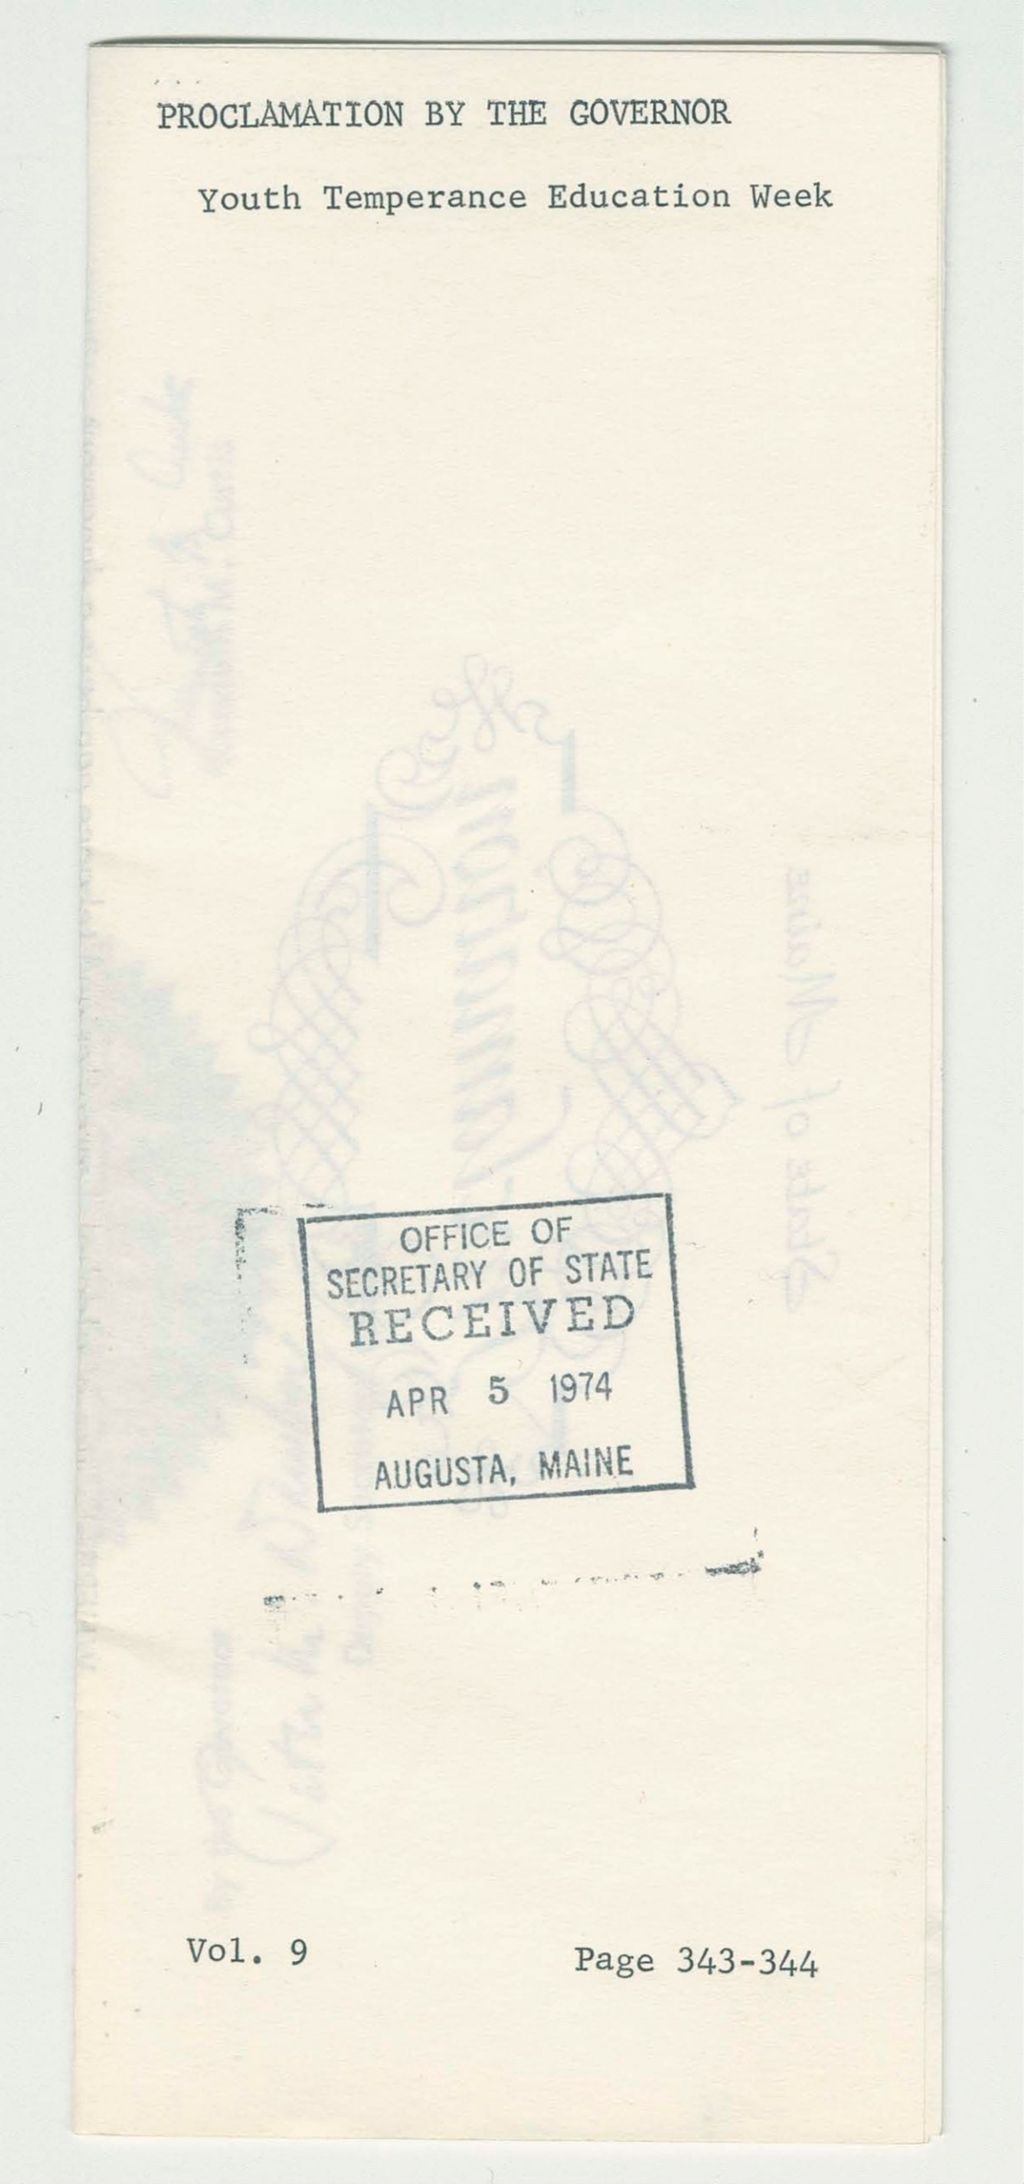 PROCLAMATION BY THE GOVERNOR
Youth Temperance Education Week
OFFICE OF
SECRETARY OF STATE
RECEIVED
APR 5 1974
AUGUSTA, MAINE
Vol. 9 Page 343-344